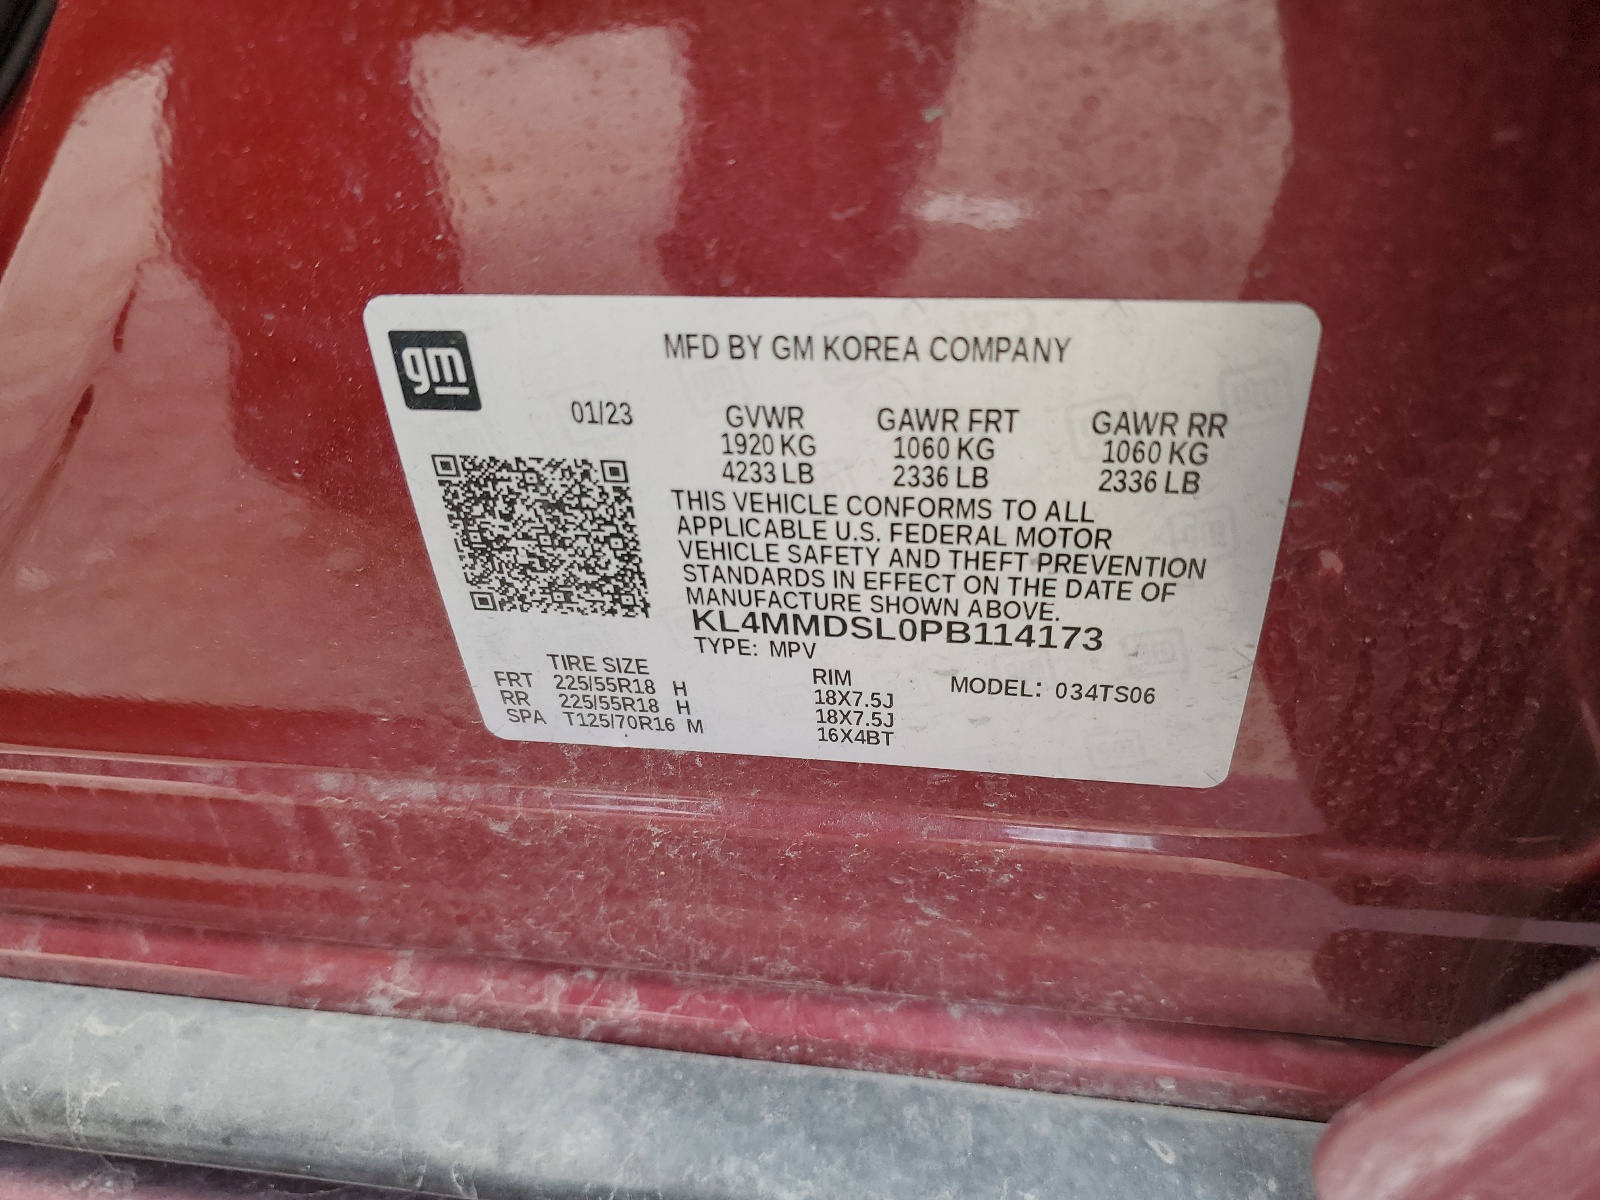 gm
MFD BY GM KOREA COMPANY
01/23 GVWR GAWR FRT GAWR RR
1920 KG 1060 KG 1060 KG
4233 LB 2336 LB 2336 LB
THIS VEHICLE CONFORMS TO ALL
APPLICABLE U.S. FEDERAL MOTOR
VEHICLE SAFETY AND THEFT PREVENTION
STANDARDS IN EFFECT ON THE DATE OF
MANUFACTURE SHOWN ABOVE.
KL4MMDSL0PB114173
TYPE: MPV
TIRE SIZE RIM MODEL: 034TS06
FRT 225/55R18 H 18X7.5J
RR 225/55R18 H 18X7.5J
SPA T125/70R16 M 16X4BT